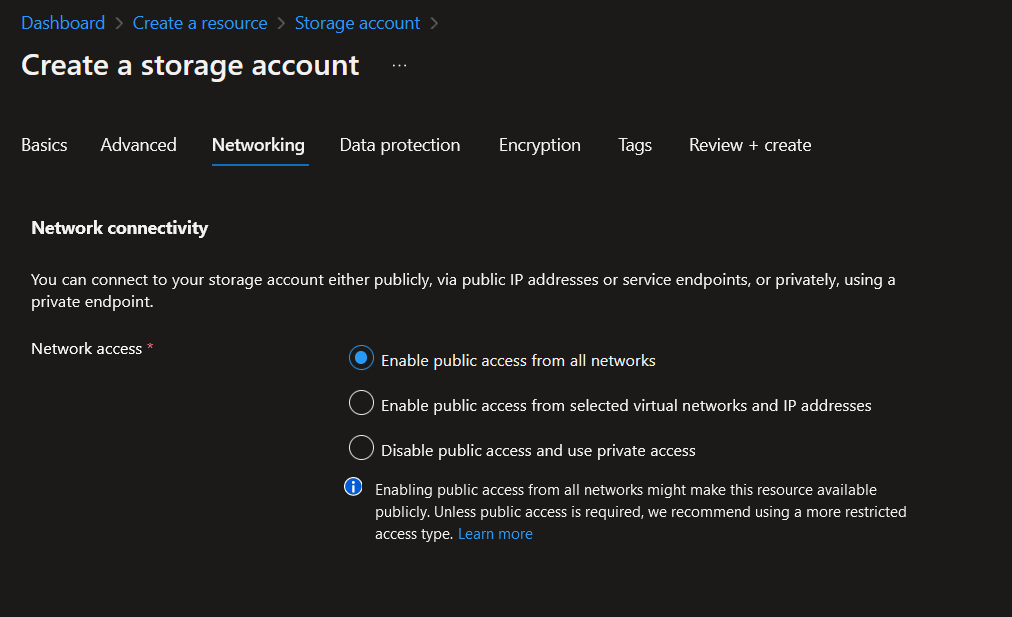 Dashboard > Create a resource > Storage account >
Create a storage account ...
Basics Advanced Networking Data protection Encryption Tags Review + create
Network connectivity
You can connect to your storage account either publicly, via public IP addresses or service endpoints, or privately, using a
private endpoint.
Network access *
Enable public access from all networks
Enable public access from selected virtual networks and IP addresses
Disable public access and use private access
Enabling public access from all networks might make this resource available
publicly. Unless public access is required, we recommend using a more restricted
access type. Learn more